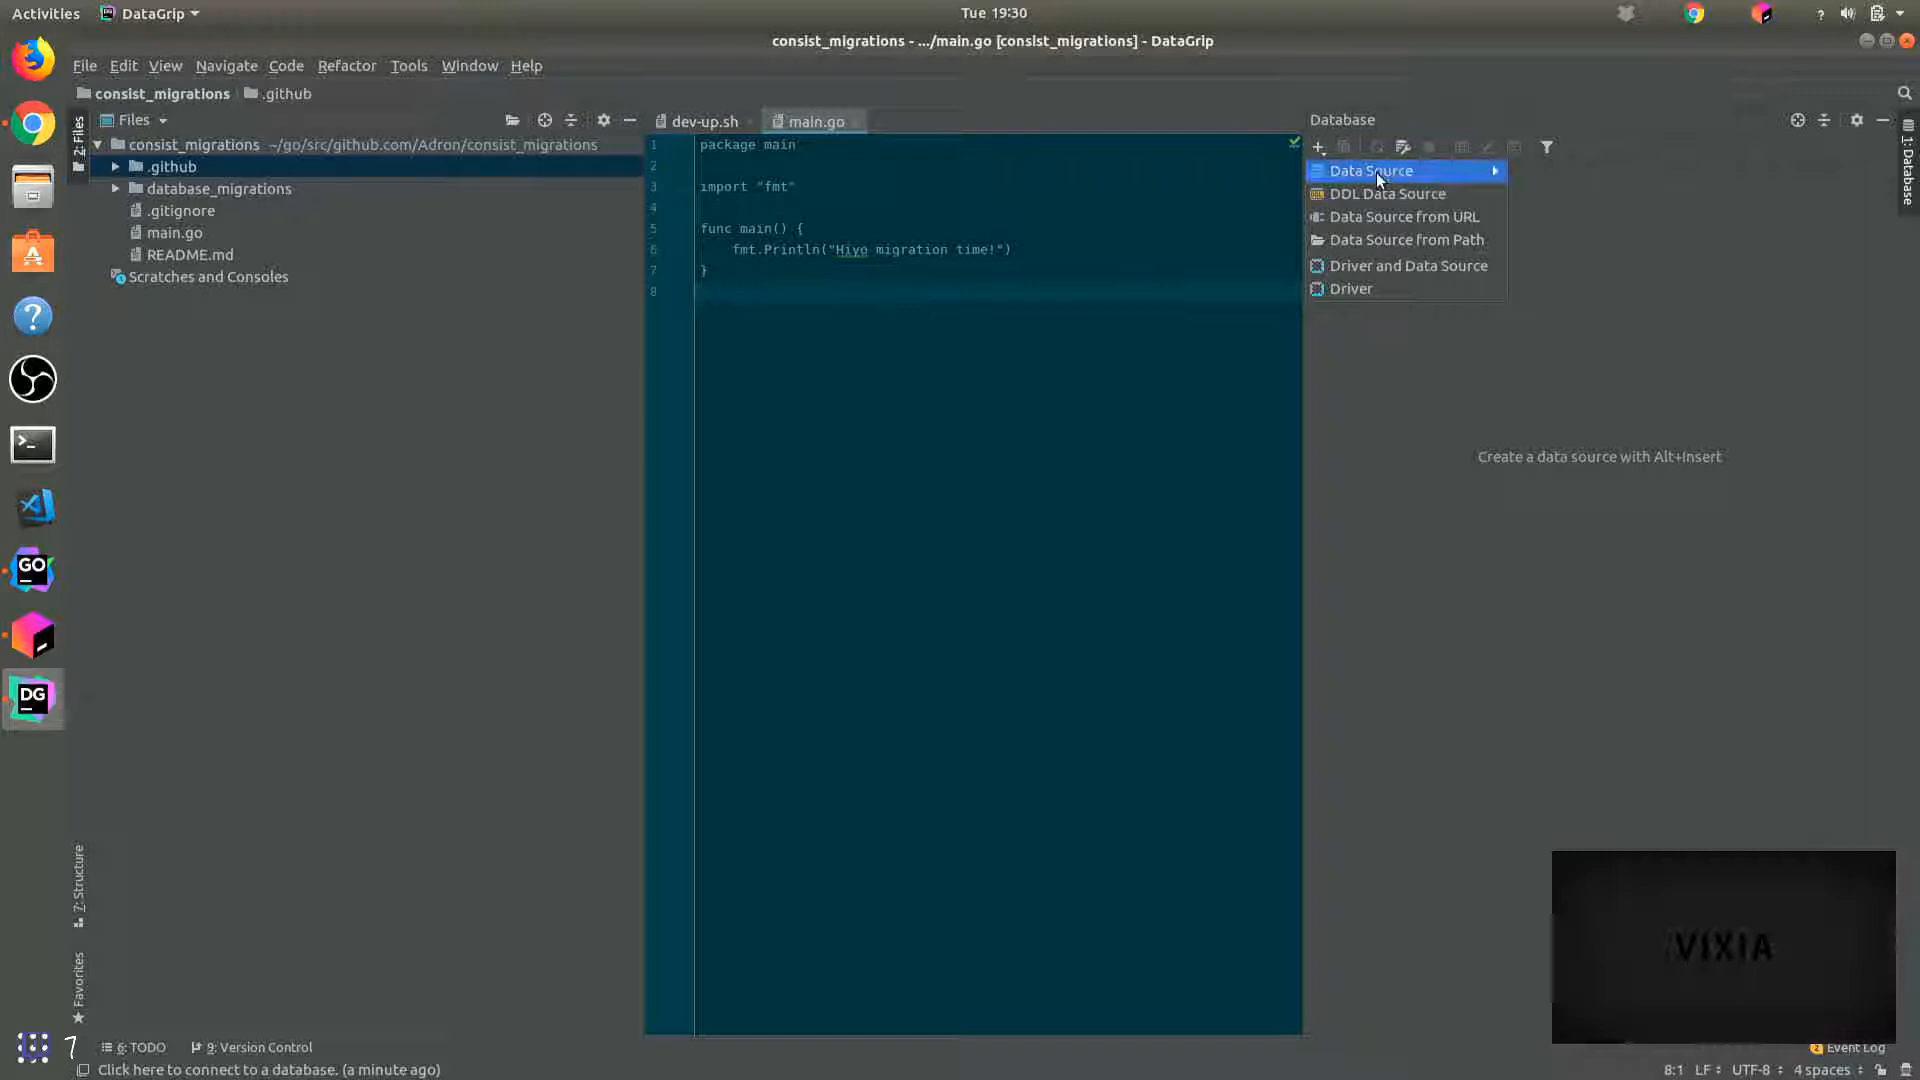 Activities DataGrip Tue 19:30 ?
consist_migrations - .../main.go [consist_migrations] - DataGrip
File Edit View Navigate Code Refactor Tools Window Help
consist_migrations .github
Files
dev-up.sh main.go
Database
2: Files
1: Database
consist_migrations ~/go/src/github.com/Adron/consist_migrations
.github
database_migrations
.gitignore
main.go
README.md
Scratches and Consoles
1 package main
2
3 import "fmt"
4
5 func main() {
6 fmt.Println("Hiyo migration time!")
7 }
8
Data Source
DDL Data Source
Data Source from URL
Data Source from Path
Driver and Data Source
Driver
Create a data source with Alt+Insert
?
>_
GO
DG
7: Structure
Favorites
VIXIA
6: TODO 9: Version Control
2 Event Log
Click here to connect to a database. (a minute ago)
8:1 LF UTF-8 4 spaces